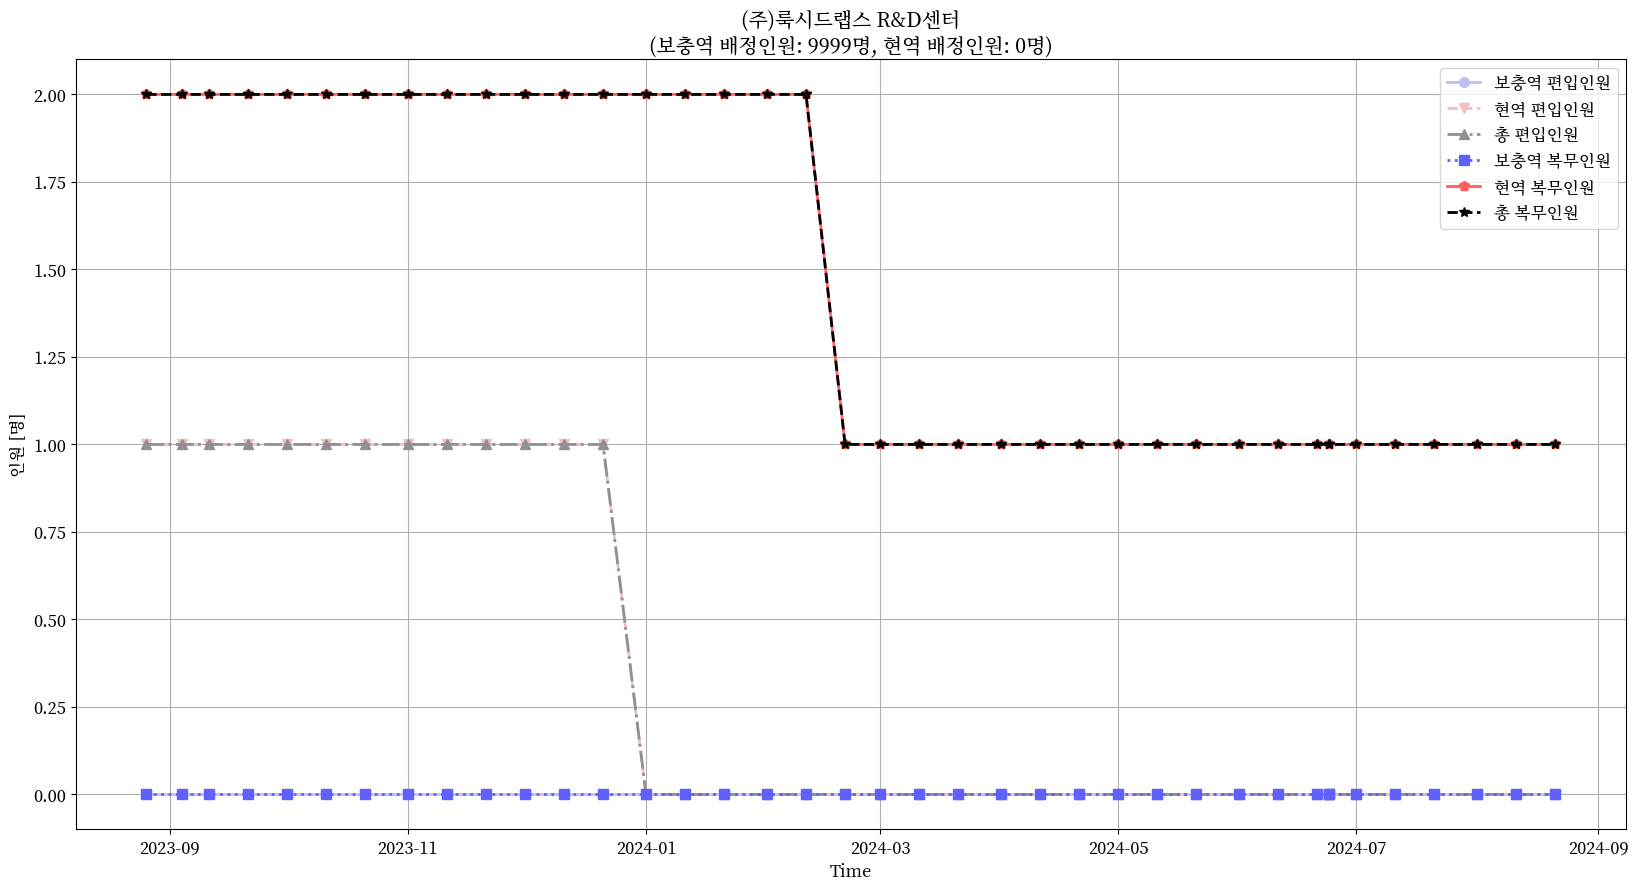 (주)룩시드랩스 R&D센터
(보충역 배정인원: 9999명, 현역 배정인원: 0명)
보충역 편입인원
현역 편입인원
총 편입인원
보충역 복무인원
현역 복무인원
총 복무인원
인원 [명]
2.00
1.75
1.50
1.25
1.00
0.75
0.50
0.25
0.00
2023-09 2023-11 2024-01 2024-03 2024-05 2024-07 2024-09
Time